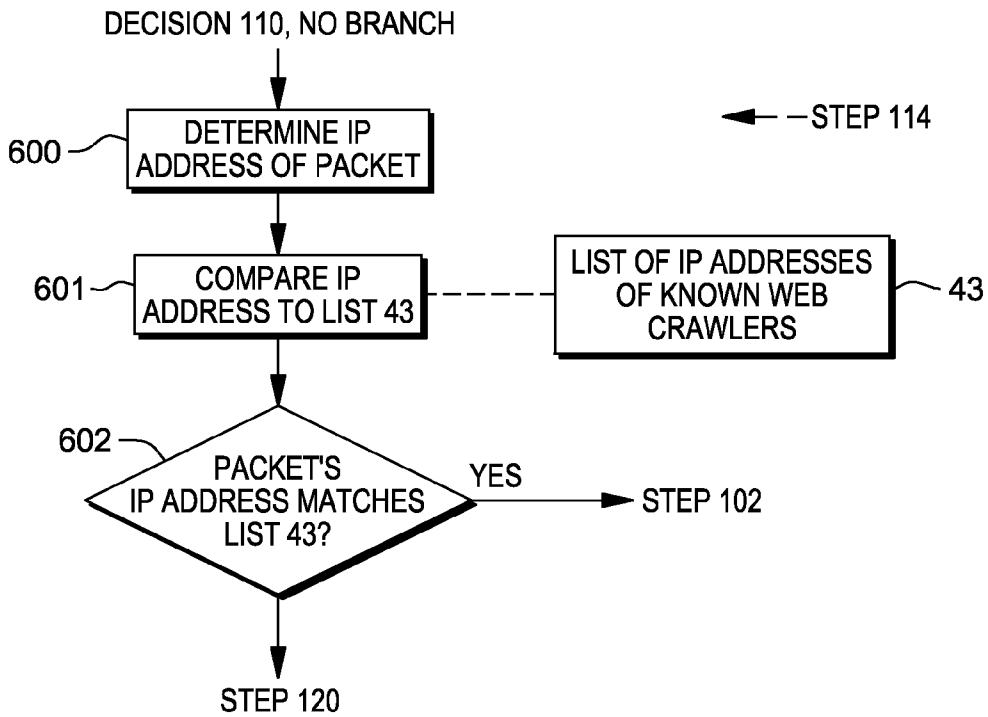 DECISION 110, NO BRANCH
600
DETERMINE IP
ADDRESS OF PACKET
STEP 114
601
COMPARE IP
ADDRESS TO LIST 43
LIST OF IP ADDRESSES
OF KNOWN WEB
CRAWLERS
43
602
PACKET'S
IP ADDRESS MATCHES
LIST 43?
YES
STEP 102
STEP 120